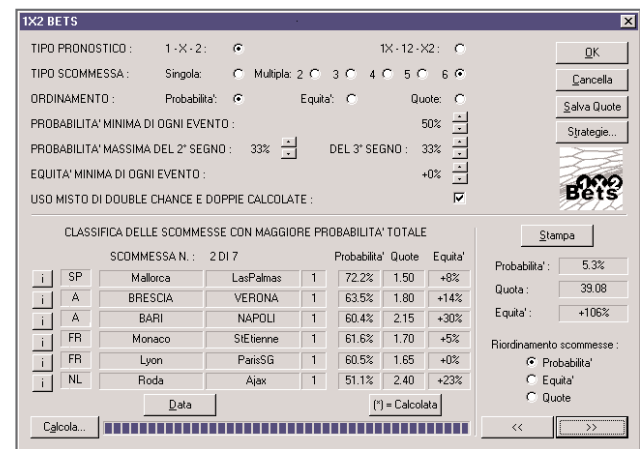 1X2 BETS
TIPO PRONOSTICO : 1 - X - 2 : 1X - 12 - X2 :
TIPO SCOMMESSA : Singola: Multipla: 2 3 4 5 6
ORDINAMENTO : Probabilita': Equita': Quote:
PROBABILITA' MINIMA DI OGNI EVENTO : 50%
PROBABILITA' MASSIMA DEL 2° SEGNO : 33% DEL 3° SEGNO : 33%
EQUITA' MINIMA DI OGNI EVENTO : +0%
USO MISTO DI DOUBLE CHANCE E DOPPIE CALCOLATE :
OK
Cancella
Salva Quote
Strategie...
1X2
Bets
CLASSIFICA DELLE SCOMMESSE CON MAGGIORE PROBABILITA' TOTALE
SCOMMESSA N. : 2 DI 7 Probabilita' Quote Equita'
i SP Mallorca LasPalmas 1 72.2% 1.50 +8%
i A BRESCIA VERONA 1 63.5% 1.80 +14%
i A BARI NAPOLI 1 60.4% 2.15 +30%
i FR Monaco StEtienne 1 61.6% 1.70 +5%
i FR Lyon ParisSG 1 60.5% 1.65 +0%
i NL Roda Ajax 1 51.1% 2.40 +23%
Data (*) = Calcolata
Calcola...
Stampa
Probabilita' : 5.3%
Quota : 39.08
Equita' : +106%
Riordinamento scommesse :
Probabilita'
Equita'
Quote
<< >>